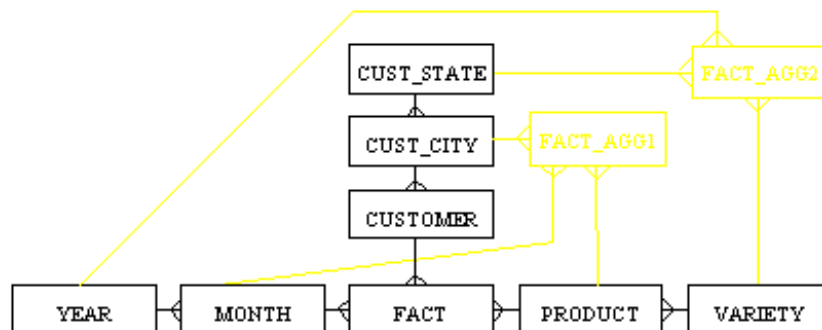 CUST_STATE
FACT_AGG2
CUST_CITY
FACT_AGG1
CUSTOMER
YEAR
MONTH
FACT
PRODUCT
VARIETY